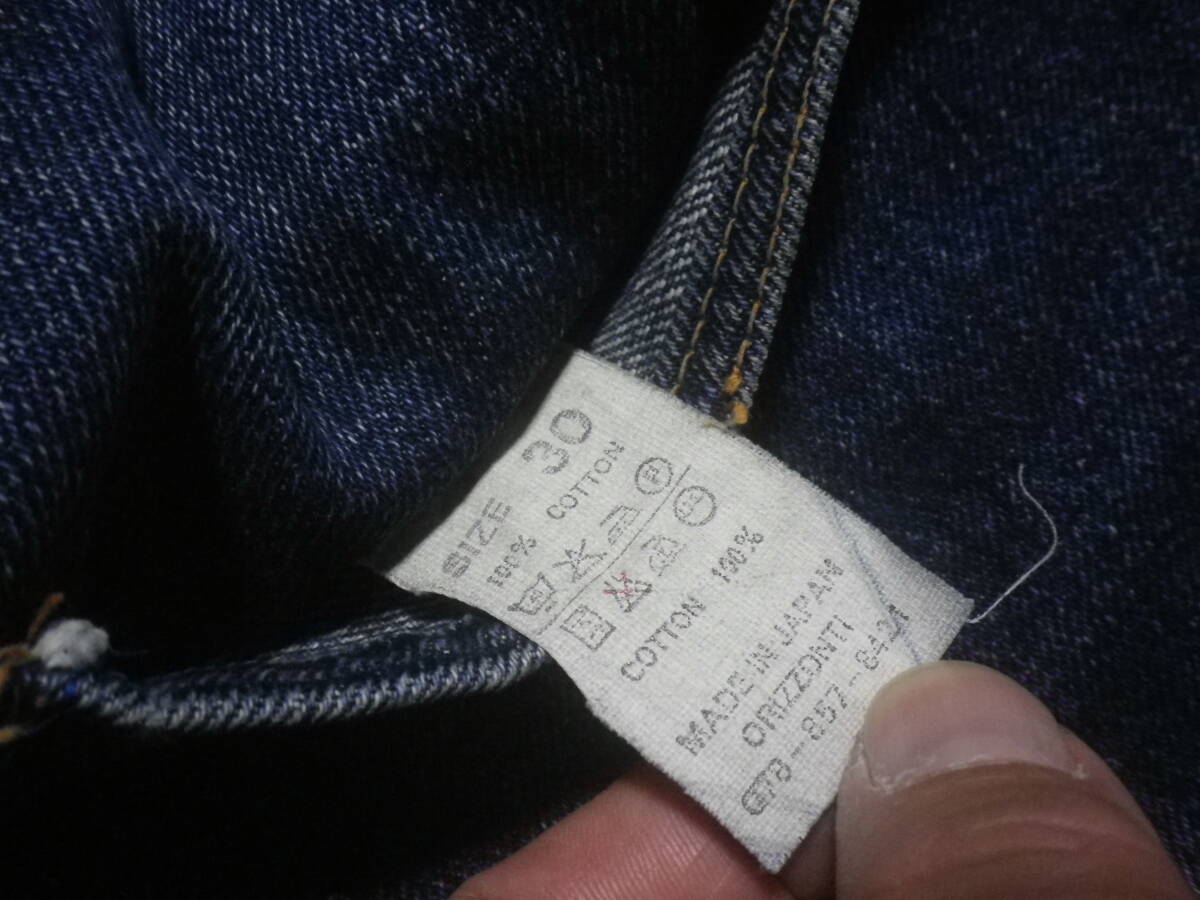 SIZE 30
100% COTTON
COTTON 100%
MADE IN JAPAN
ORIZZONTI